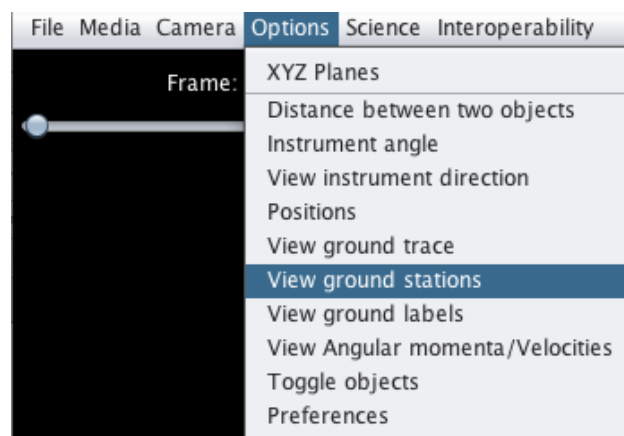 File Media Camera Options Science Interoperability
Frame:
XYZ Planes
Distance between two objects
Instrument angle
View instrument direction
Positions
View ground trace
View ground stations
View ground labels
View Angular momenta/Velocities
Toggle objects
Preferences